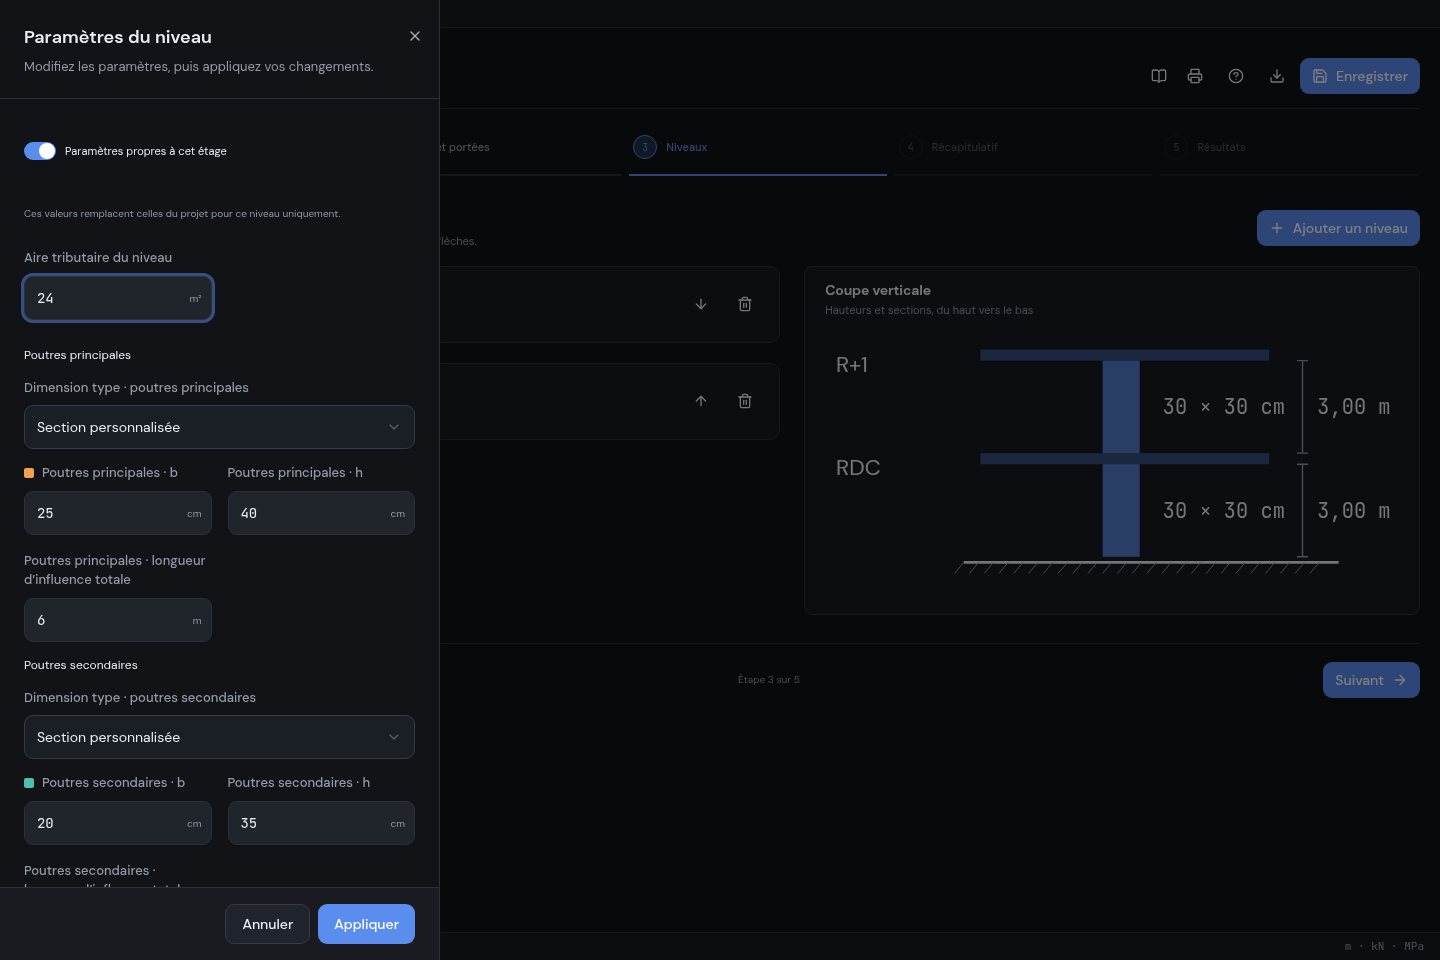 Paramètres du niveau
Modifiez les paramètres, puis appliquez vos changements.
Paramètres propres à cet étage
Ces valeurs remplacent celles du projet pour ce niveau uniquement.
Aire tributaire du niveau
24 m²
Poutres principales
Dimension type · poutres principales
Section personnalisée
Poutres principales · b
Poutres principales · h
25 cm
40 cm
Poutres principales · longueur
d’influence totale
6 m
Poutres secondaires
Dimension type · poutres secondaires
Section personnalisée
Poutres secondaires · b
Poutres secondaires · h
20 cm
35 cm
Poutres secondaires ·
Annuler
Appliquer
Enregistrer
et portées
3 Niveaux
4 Récapitulatif
5 Résultats
flèches.
Ajouter un niveau
Coupe verticale
Hauteurs et sections, du haut vers le bas
R+1
30 × 30 cm
3,00 m
RDC
30 × 30 cm
3,00 m
Étape 3 sur 5
Suivant
m · kN · MPa